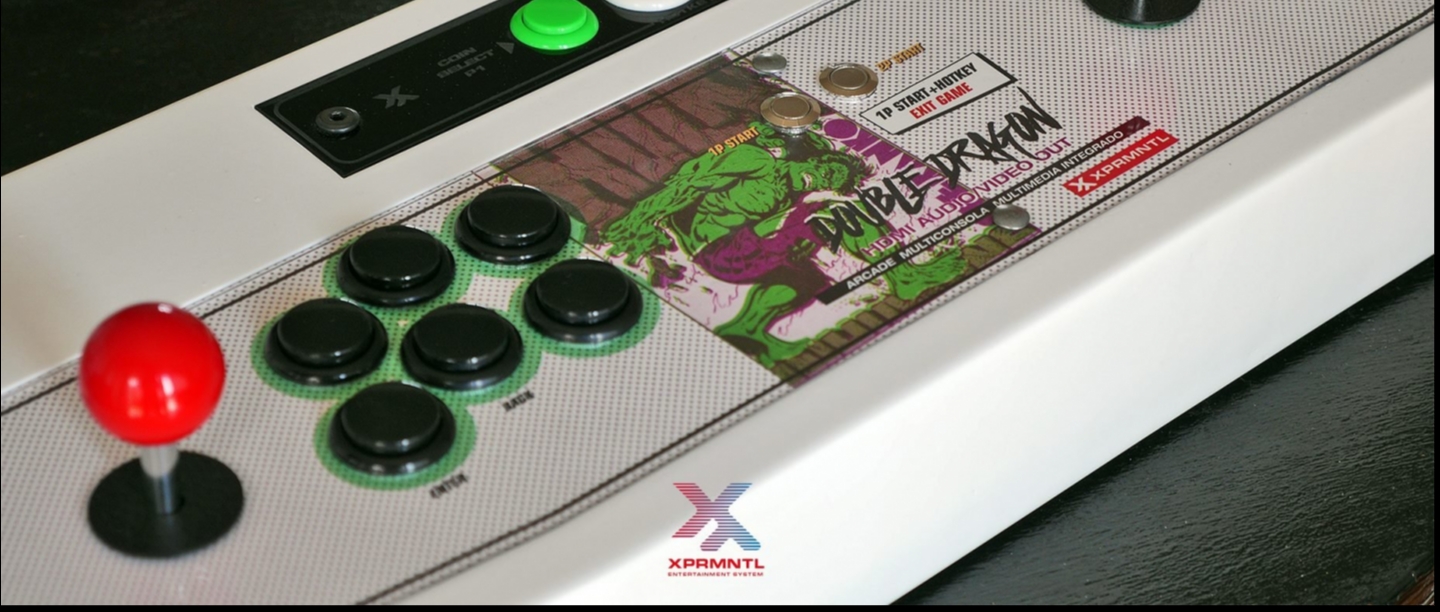 COIN
SELECT
P1
2P START
1P START
1P START+HOTKEY
EXIT GAME
DOUBLE DRAGON
HDMI AUDIO/VIDEO OUT
ARCADE MULTICONSOLA MULTIMEDIA INTEGRADO
XPRMNTL
BACK
ENTER
XPRMNTL
ENTERTAINMENT SYSTEM